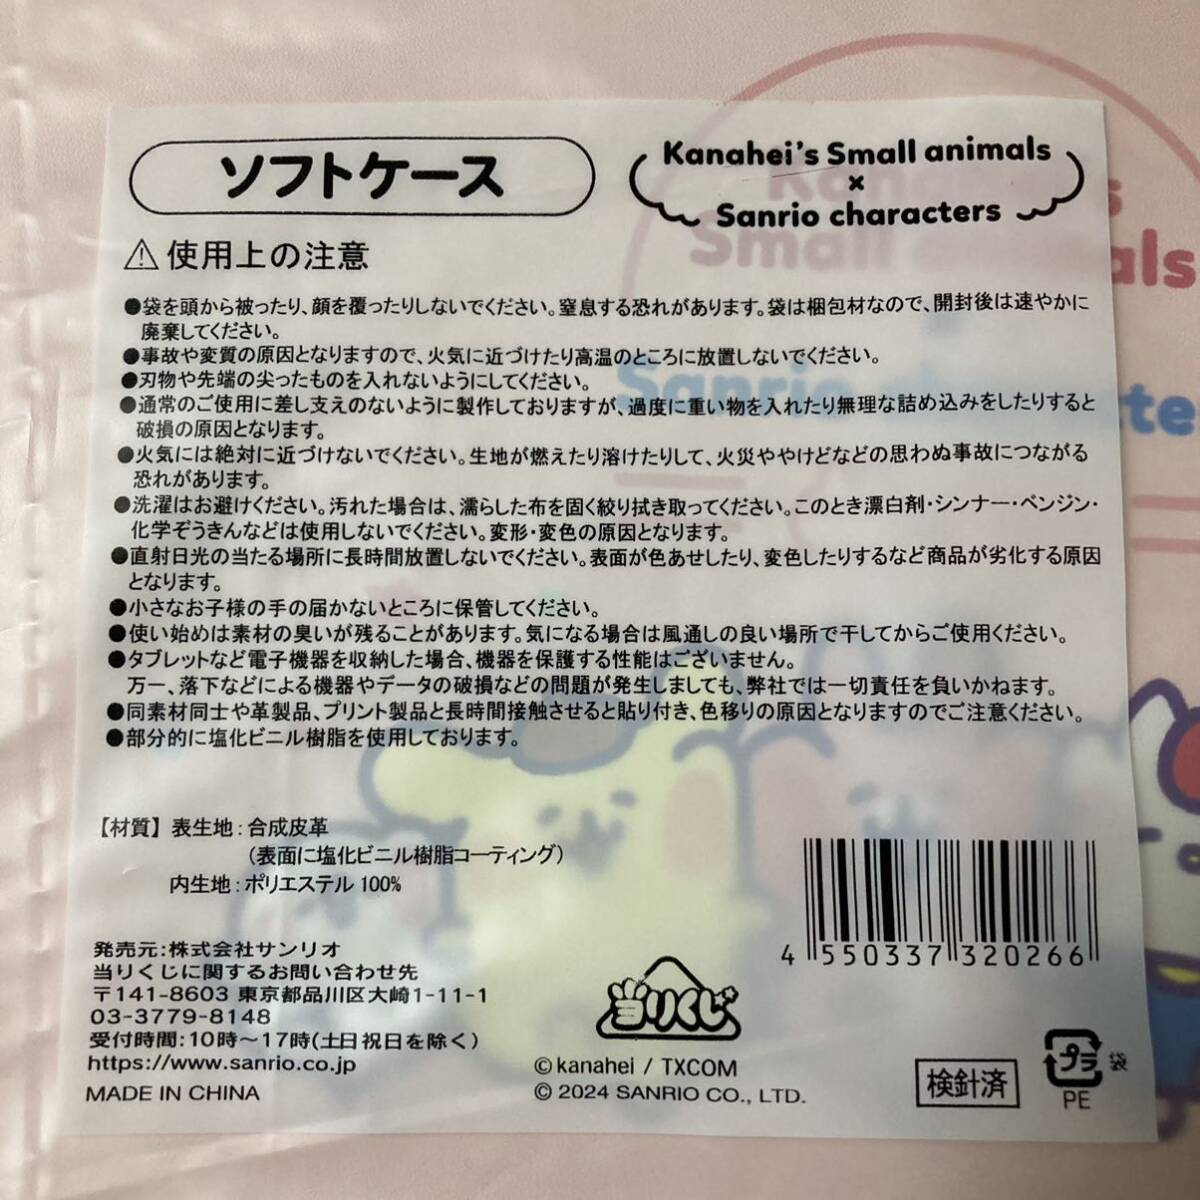 ソフトケース
Kanahei's Small animals
×
Sanrio characters
⚠使用上の注意
●袋を頭から被ったり、顔を覆ったりしないでください。窒息する恐れがあります。袋は梱包材なので、開封後は速やかに
廃棄してください。
●事故や変質の原因となりますので、火気に近づけたり高温のところに放置しないでください。
●刃物や先端の尖ったものを入れないようにしてください。
●通常のご使用に差し支えのないように製作しておりますが、過度に重い物を入れたり無理な詰め込みをしたりすると
破損の原因となります。
●火気には絶対に近づけないでください。生地が燃えたり溶けたりして、火災ややけどなどの思わぬ事故につながる
恐れがあります。
●洗濯はお避けください。汚れた場合は、濡らした布を固く絞り拭き取ってください。このとき漂白剤・シンナー・ベンジン・
化学ぞうきんなどは使用しないでください。変形・変色の原因となります。
●直射日光の当たる場所に長時間放置しないでください。表面が色あせしたり、変色したりするなど商品が劣化する原因
となります。
●小さなお子様の手の届かないところに保管してください。
●使い始めは素材の臭いが残ることがあります。気になる場合は風通しの良い場所で干してからご使用ください。
●タブレットなど電子機器を収納した場合、機器を保護する性能はございません。
万一、落下などによる機器やデータの破損などの問題が発生しましても、弊社では一切責任を負いかねます。
●同素材同士や革製品、プリント製品と長時間接触させると貼り付き、色移りの原因となりますのでご注意ください。
●部分的に塩化ビニル樹脂を使用しております。
【材質】表生地:合成皮革
(表面に塩化ビニル樹脂コーティング)
内生地:ポリエステル100%
4 550337 320266
発売元:株式会社サンリオ
当りくじに関するお問い合わせ先
〒141-8603 東京都品川区大崎1-11-1
03-3779-8148
受付時間:10時～17時(土日祝日を除く)
https://www.sanrio.co.jp
MADE IN CHINA
当りくじ
©kanahei / TXCOM
© 2024 SANRIO CO., LTD.
検針済
プラ 袋
PE
Kanahei's
Small animals
Sanrio characte